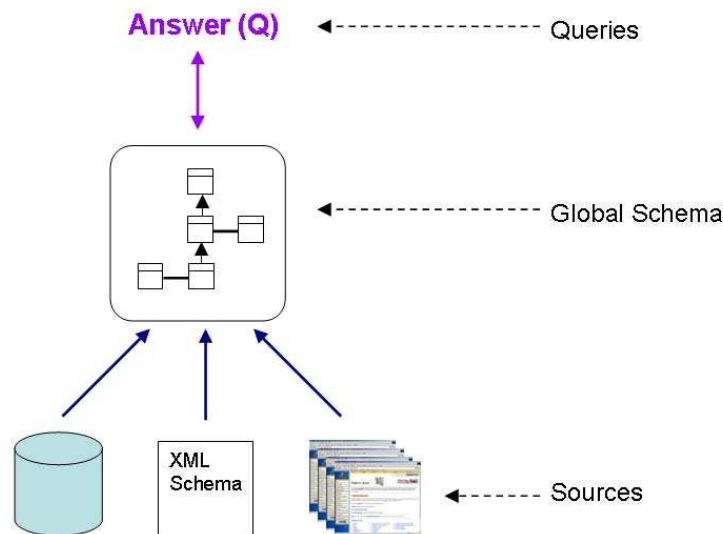 Answer (Q)
Queries
Global Schema
XML
Schema
Sources